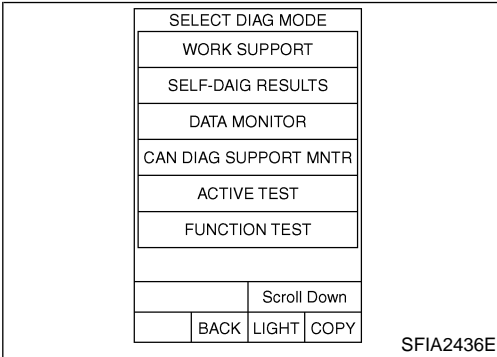 SELECT DIAG MODE
WORK SUPPORT
SELF-DAIG RESULTS
DATA MONITOR
CAN DIAG SUPPORT MNTR
ACTIVE TEST
FUNCTION TEST
Scroll Down
BACK LIGHT COPY
SFIA2436E